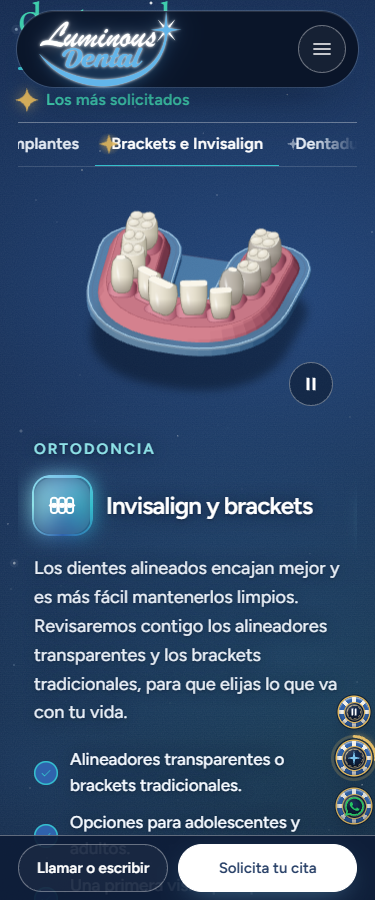 Luminous
Dental
Los más solicitados
nplantes
Brackets e Invisalign
Dentadu
ORTODONCIA
Invisalign y brackets
Los dientes alineados encajan mejor y
es más fácil mantenerlos limpios.
Revisaremos contigo los alineadores
transparentes y los brackets
tradicionales, para que elijas lo que va
con tu vida.
Alineadores transparentes o
brackets tradicionales.
Opciones para adolescentes y
adultos.
Una primera
Llamar o escribir
Solicita tu cita